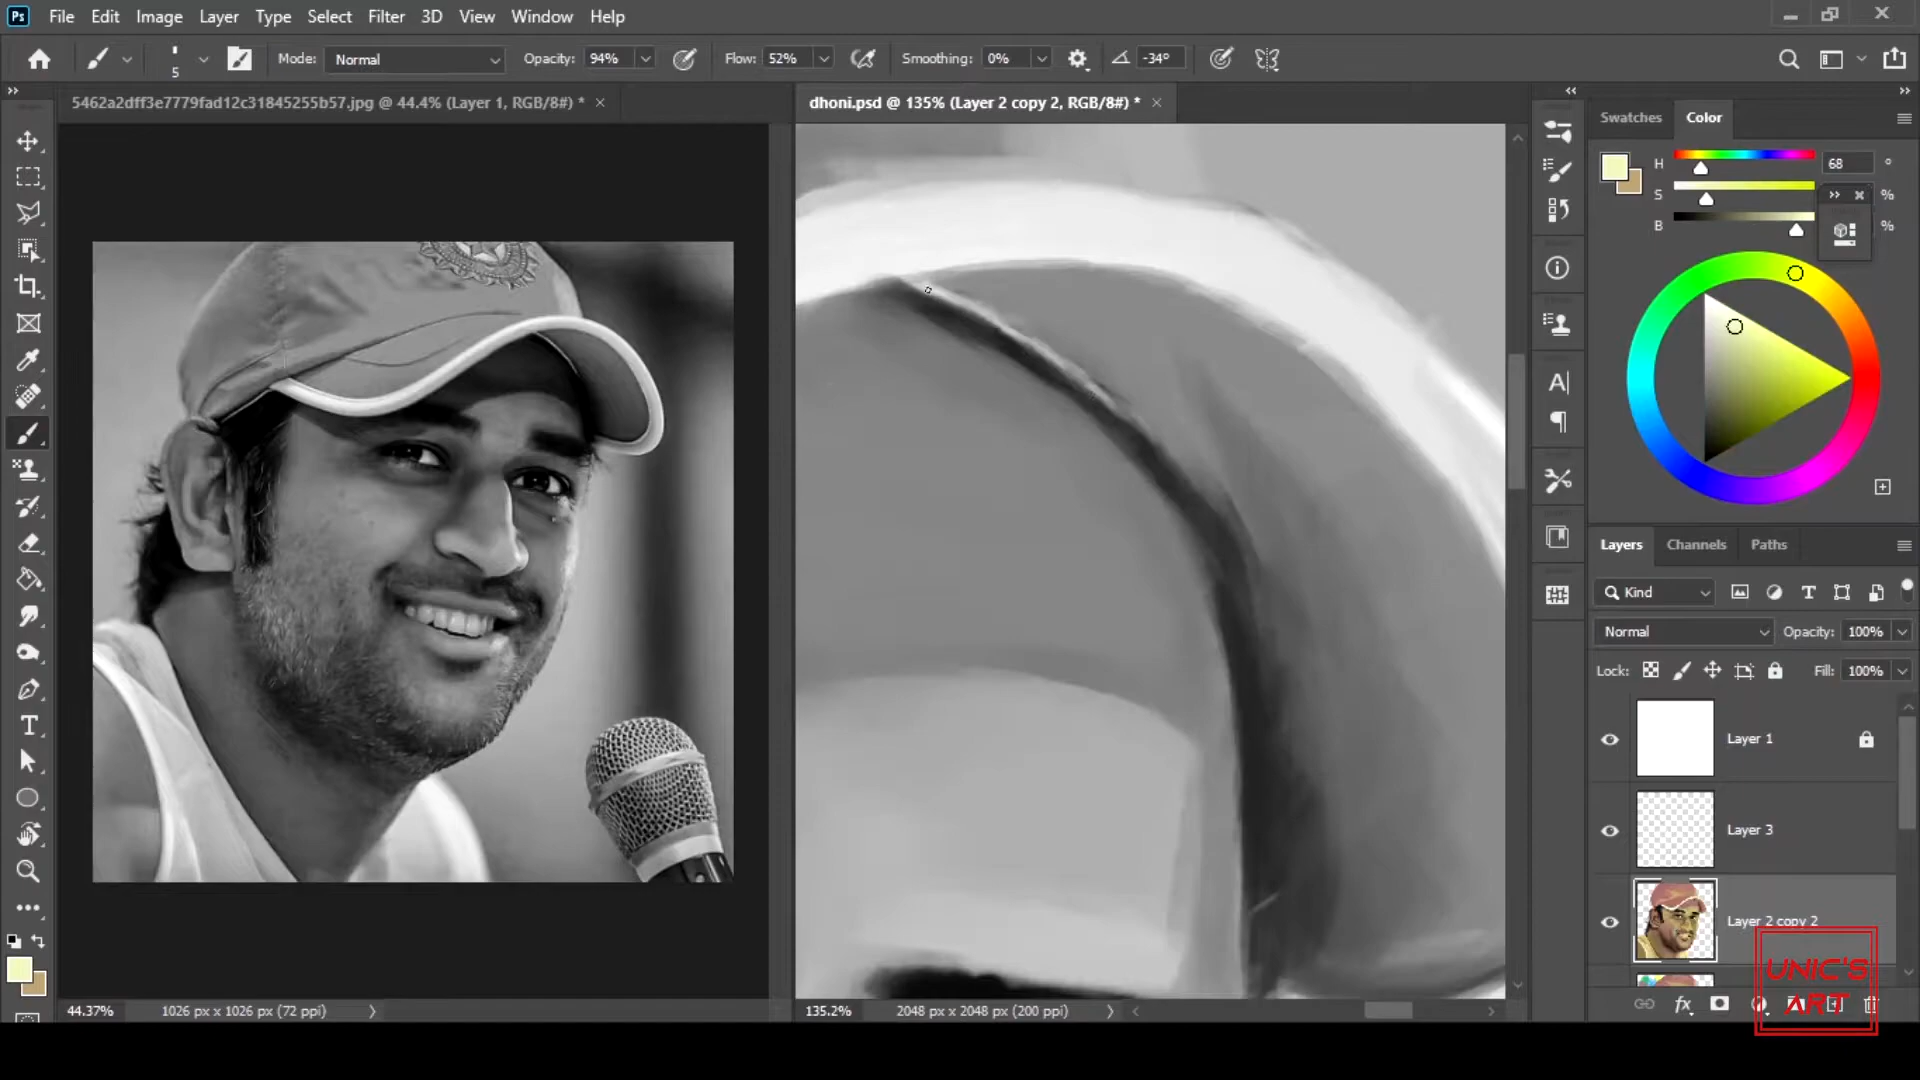 Ps File Edit Image Layer Type Select Filter 3D View Window Help
5 Mode: Normal Opacity: 94% Flow: 52% Smoothing: 0% -34°
5462a2dff3e7779fad12c31845255b57.jpg @ 44.4% (Layer 1, RGB/8#) *
dhoni.psd @ 135% (Layer 2 copy 2, RGB/8#) *
Swatches Color
H 68 °
S %
B %
Layers Channels Paths
Kind
Normal Opacity: 100%
Lock: Fill: 100%
Layer 1
Layer 3
Layer 2 copy 2
UNIC'S
ART
44.37% 1026 px x 1026 px (72 ppi)
135.2% 2048 px x 2048 px (200 ppi)